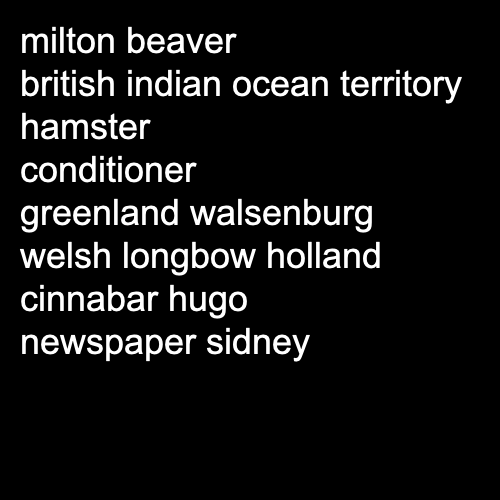 milton beaver
british indian ocean territory
hamster
conditioner
greenland walsenburg
welsh longbow holland
cinnabar hugo
newspaper sidney